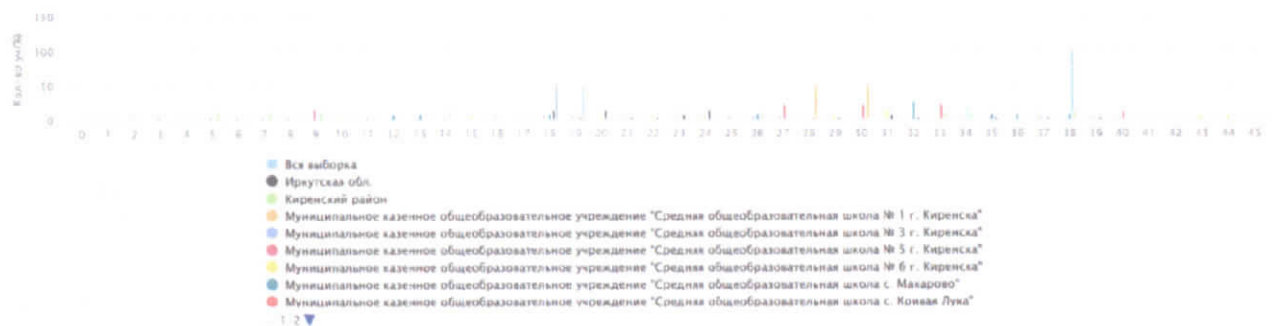 150
100
50
0
Кол-во уч-ся
0 1 2 3 4 5 6 7 8 9 10 11 12 13 14 15 16 17 18 19 20 21 22 23 24 25 26 27 28 29 30 31 32 33 34 35 36 37 38 39 40 41 42 43 44 45
Вся выборка
Иркутская обл.
Киренский район
Муниципальное казенное общеобразовательное учреждение "Средняя общеобразовательная школа № 1 г. Киренска"
Муниципальное казенное общеобразовательное учреждение "Средняя общеобразовательная школа № 3 г. Киренска"
Муниципальное казенное общеобразовательное учреждение "Средняя общеобразовательная школа № 5 г. Киренска"
Муниципальное казенное общеобразовательное учреждение "Средняя общеобразовательная школа № 6 г. Киренска"
Муниципальное казенное общеобразовательное учреждение "Средняя общеобразовательная школа с. Макарово"
Муниципальное казенное общеобразовательное учреждение "Средняя общеобразовательная школа с. Кривая Лука"
1-2